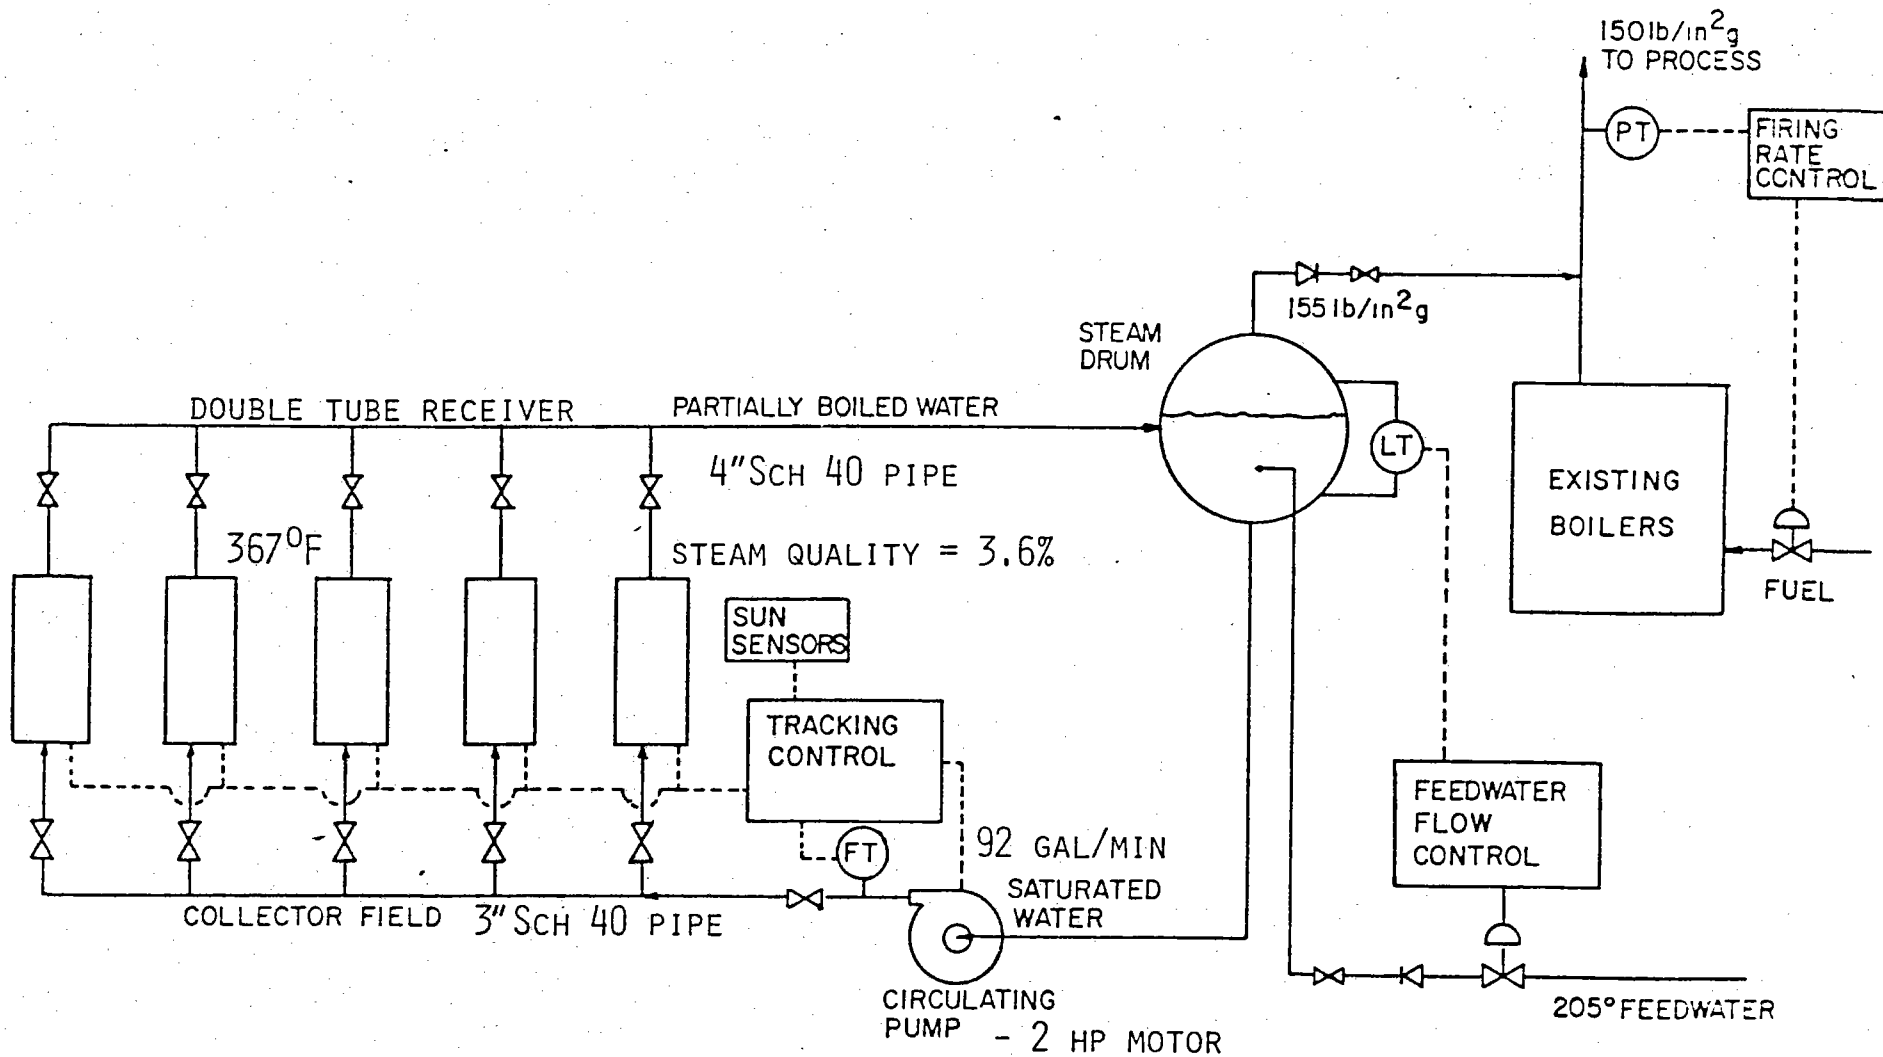 150 lb/in2g
TO PROCESS
PT
FIRING
RATE
CONTROL
155 lb/in2g
STEAM
DRUM
DOUBLE TUBE RECEIVER
PARTIALLY BOILED WATER
4" SCH 40 PIPE
LT
EXISTING
BOILERS
367°F
STEAM QUALITY = 3.6%
FUEL
SUN
SENSORS
TRACKING
CONTROL
FEEDWATER
FLOW
CONTROL
FT
92 GAL/MIN
SATURATED
WATER
COLLECTOR FIELD
3" SCH 40 PIPE
CIRCULATING
PUMP - 2 HP MOTOR
205° FEEDWATER